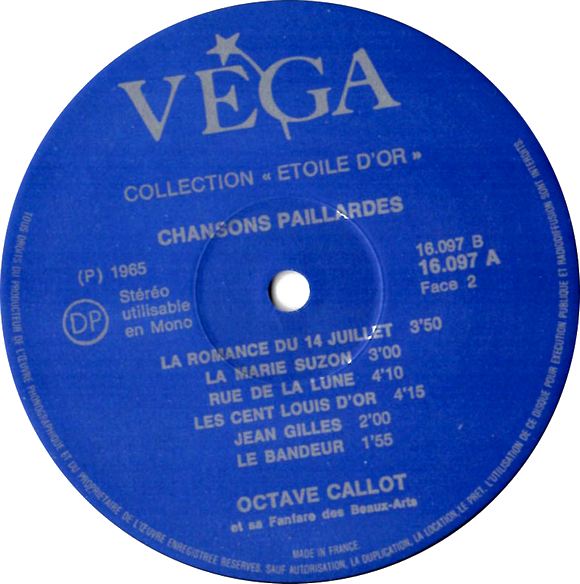 VEGA
COLLECTION « ETOILE D'OR »
CHANSONS PAILLARDES
(P) 1965
DP
Stéréo
utilisable
en Mono
16.097 B
16.097 A
Face 2
LA ROMANCE DU 14 JUILLET 3'50
LA MARIE SUZON 3'00
RUE DE LA LUNE 4'10
LES CENT LOUIS D'OR 4'15
JEAN GILLES 2'00
LE BANDEUR 1'55
OCTAVE CALLOT
et sa Fanfare des Beaux-Arts
MADE IN FRANCE.
TOUS DROITS DU PRODUCTEUR DE L'ŒUVRE PHONOGRAPHIQUE ET DU PROPRIETAIRE DE L'ŒUVRE ENREGISTREE RESERVES. SAUF AUTORISATION, LA DUPLICATION, LA LOCATION, LE PRET, L'UTILISATION DE CE DISQUE POUR EXECUTION PUBLIQUE ET RADIODIFFUSION SONT INTERDITS.